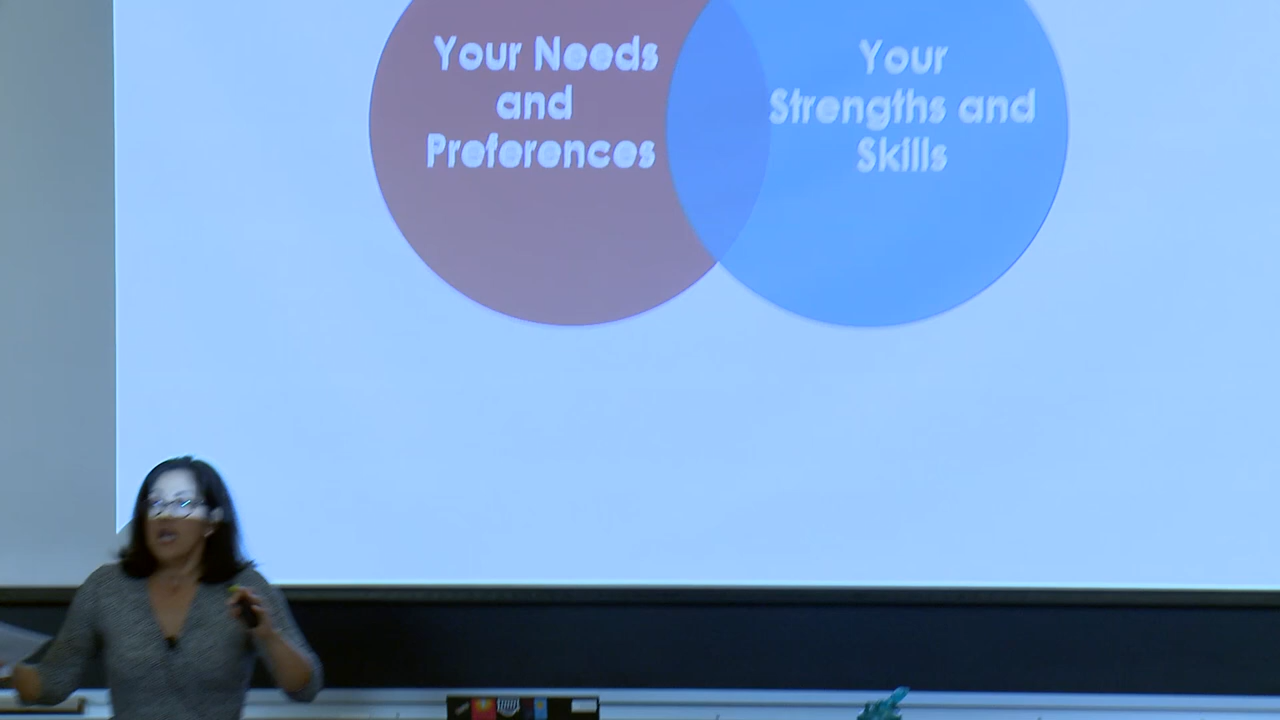 Your Needs
and
Preferences
Your
Strengths and
Skills